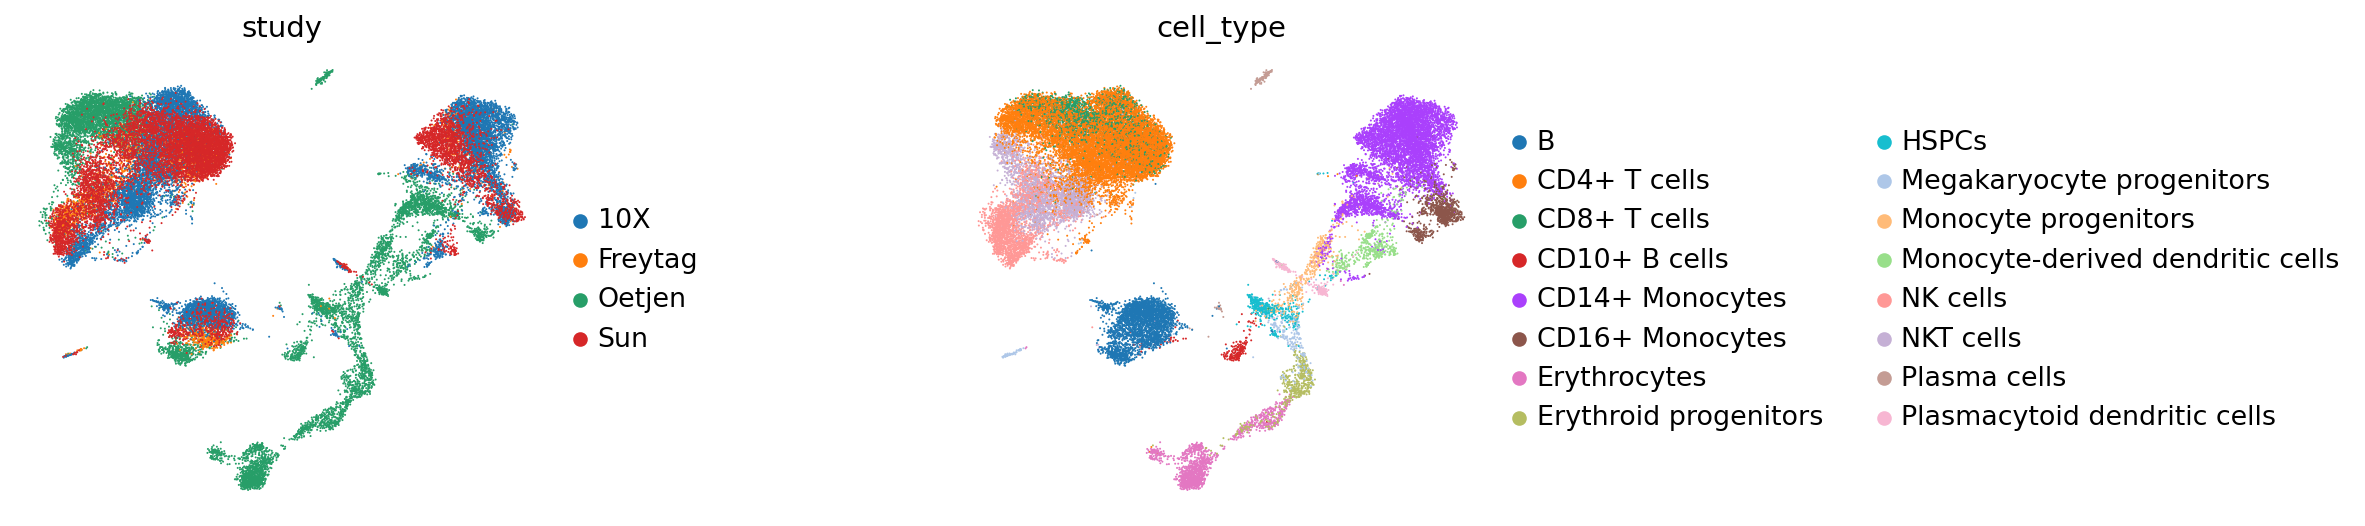 study
10X
Freytag
Oetjen
Sun
cell_type
B
CD4+ T cells
CD8+ T cells
CD10+ B cells
CD14+ Monocytes
CD16+ Monocytes
Erythrocytes
Erythroid progenitors
HSPCs
Megakaryocyte progenitors
Monocyte progenitors
Monocyte-derived dendritic cells
NK cells
NKT cells
Plasma cells
Plasmacytoid dendritic cells